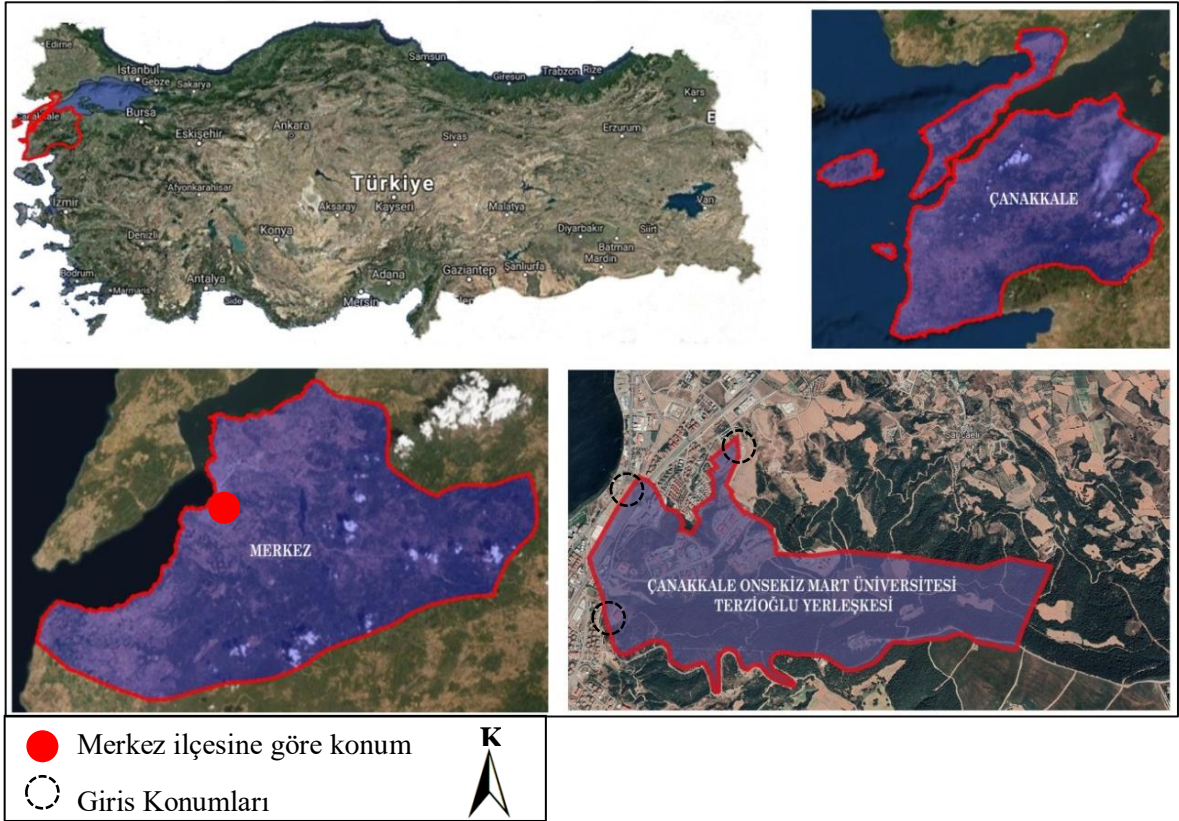 Edirne
İstanbul
Gebze
Sakarya
Samsun
Giresun
Trabzon
Rize
Kars
Bursa
Eskişehir
Ankara
Sivas
Erzurum
E
Türkiye
Afyonkarahisar
Aksaray
Kayseri
Malatya
Van
İzmir
Denizli
Konya
Diyarbakır
Batman
Siirt
Mardin
Bodrum
Marmaris
Antalya
Side
Adana
Mersin
Gaziantep
Şanlıurfa
ÇANAKKALE
MERKEZ
ÇANAKKALE ONSEKİZ MART ÜNİVERSİTESİ
TERZİOĞLU YERLEŞKESİ
Merkez ilçesine göre konum
K
Giris Konumları